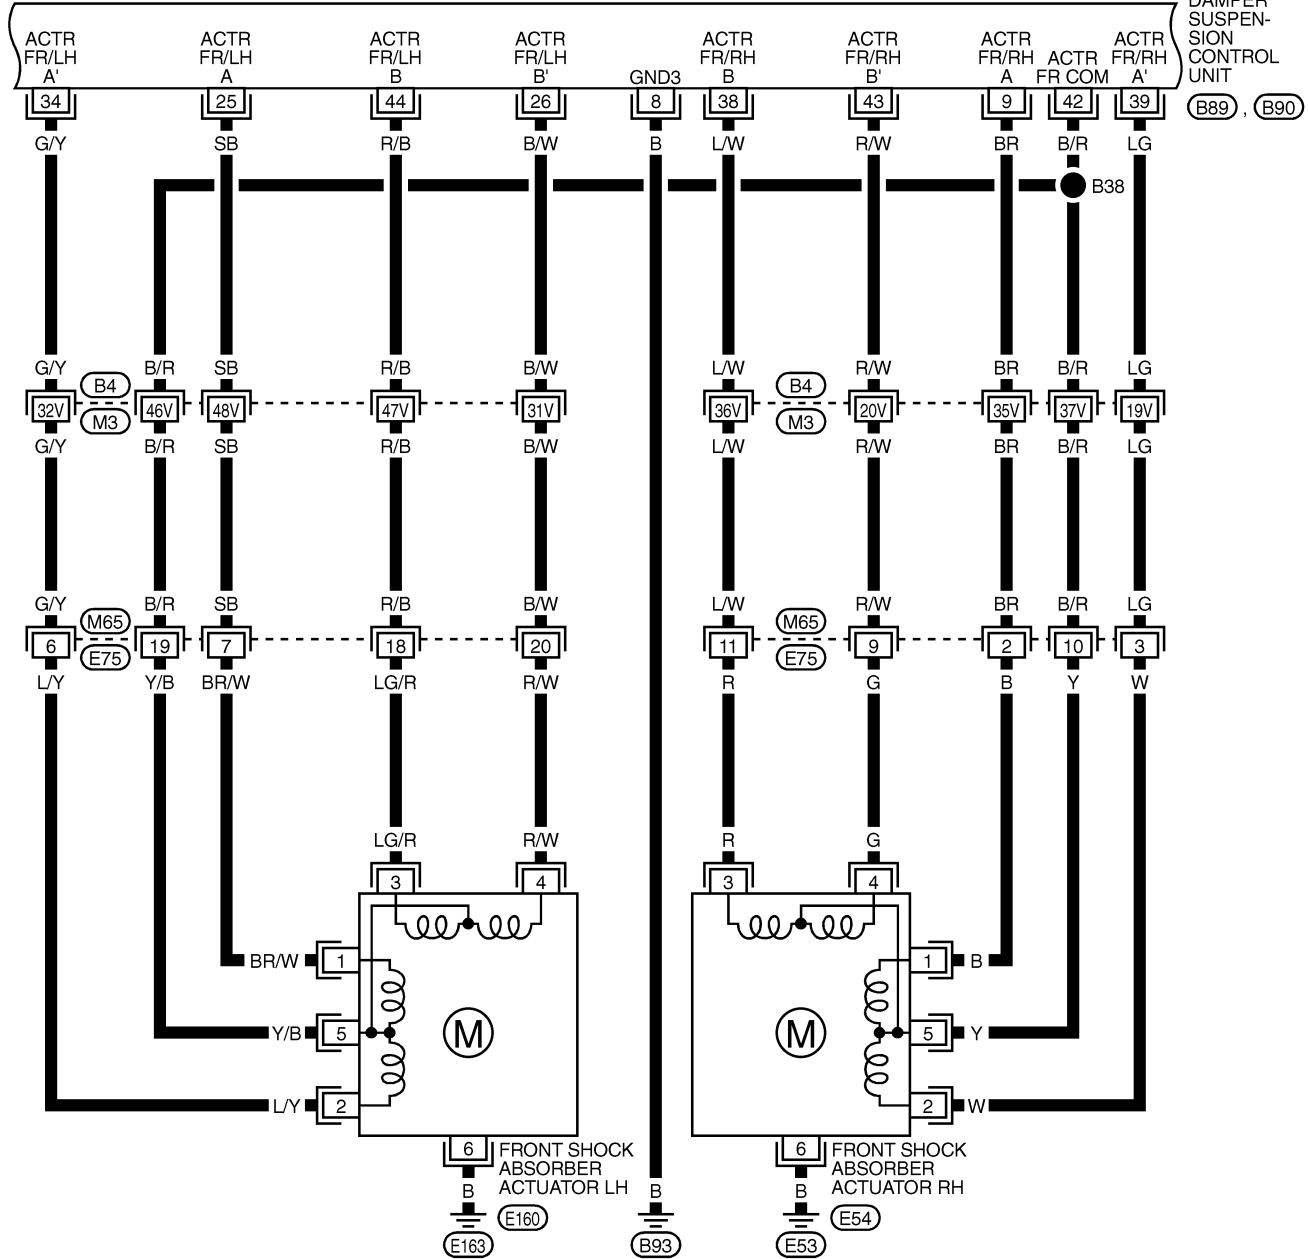 DAMPER
SUSPEN-
SION
CONTROL
UNIT
B89 , B90
ACTR FR/LH A'
ACTR FR/LH A
ACTR FR/LH B
ACTR FR/LH B'
GND3
ACTR FR/RH B
ACTR FR/RH B'
ACTR FR/RH A
ACTR FR COM
ACTR FR/RH A'
34 25 44 26 8 38 43 9 42 39
G/Y SB R/B B/W B L/W R/W BR B/R LG
B38
G/Y B/R SB R/B B/W L/W R/W BR B/R LG
B4 B4
32V 46V 48V 47V 31V 36V 20V 35V 37V 19V
M3 M3
G/Y B/R SB R/B B/W L/W R/W BR B/R LG
G/Y B/R SB R/B B/W L/W R/W BR B/R LG
M65 M65
6 19 7 18 20 11 9 2 10 3
E75 E75
L/Y Y/B BR/W LG/R R/W R G B Y W
LG/R R/W R G
3 4 3 4
BR/W 1 1 B
Y/B 5 M M 5 Y
L/Y 2 2 W
6 FRONT SHOCK
ABSORBER
ACTUATOR LH
B E160
E163
B
B93
6 FRONT SHOCK
ABSORBER
ACTUATOR RH
B E54
E53